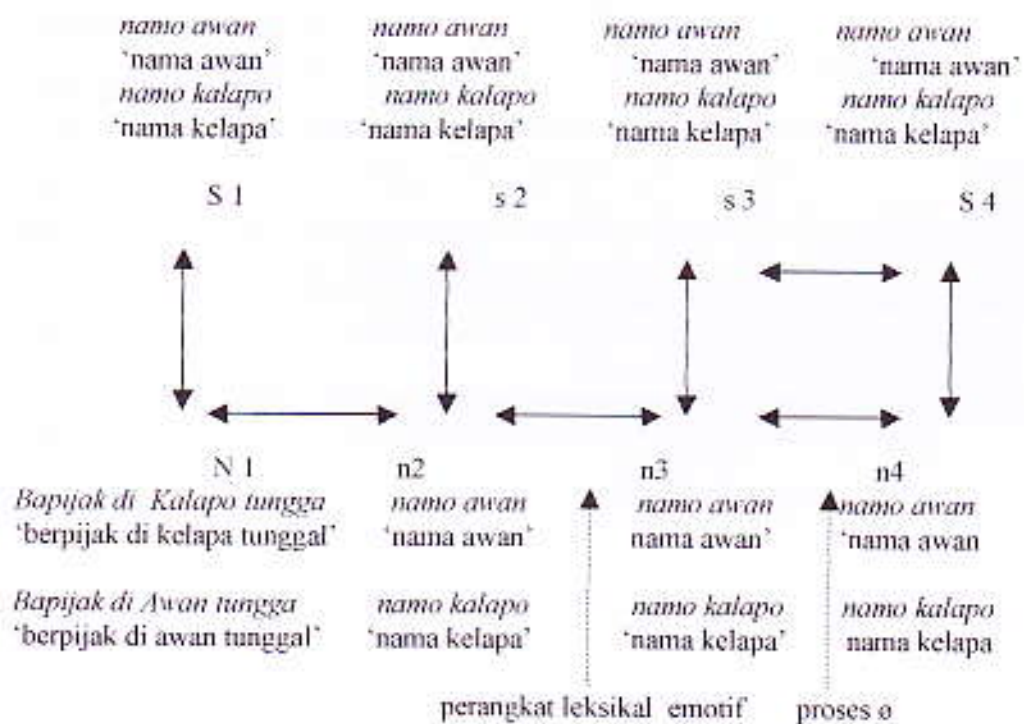 namo awan namo awan namo awan namo awan
‘nama awan’ ‘nama awan’ ‘nama awan’ ‘nama awan’
namo kalapo namo kalapo namo kalapo namo kalapo
‘nama kelapa’ ‘nama kelapa’ ‘nama kelapa’ ‘nama kelapa’
S 1 s 2 s 3 S 4
N 1 n2 n3 n4
Bapijak di Kalapo tungga namo awan namo awan namo awan
‘berpijak di kelapa tunggal’ ‘nama awan’ nama awan’ ‘nama awan
Bapijak di Awan tungga namo kalapo namo kalapo namo kalapo
‘berpijak di awan tunggal’ ‘nama kelapa’ ‘nama kelapa’ nama kelapa
perangkat leksikal emotif proses ø